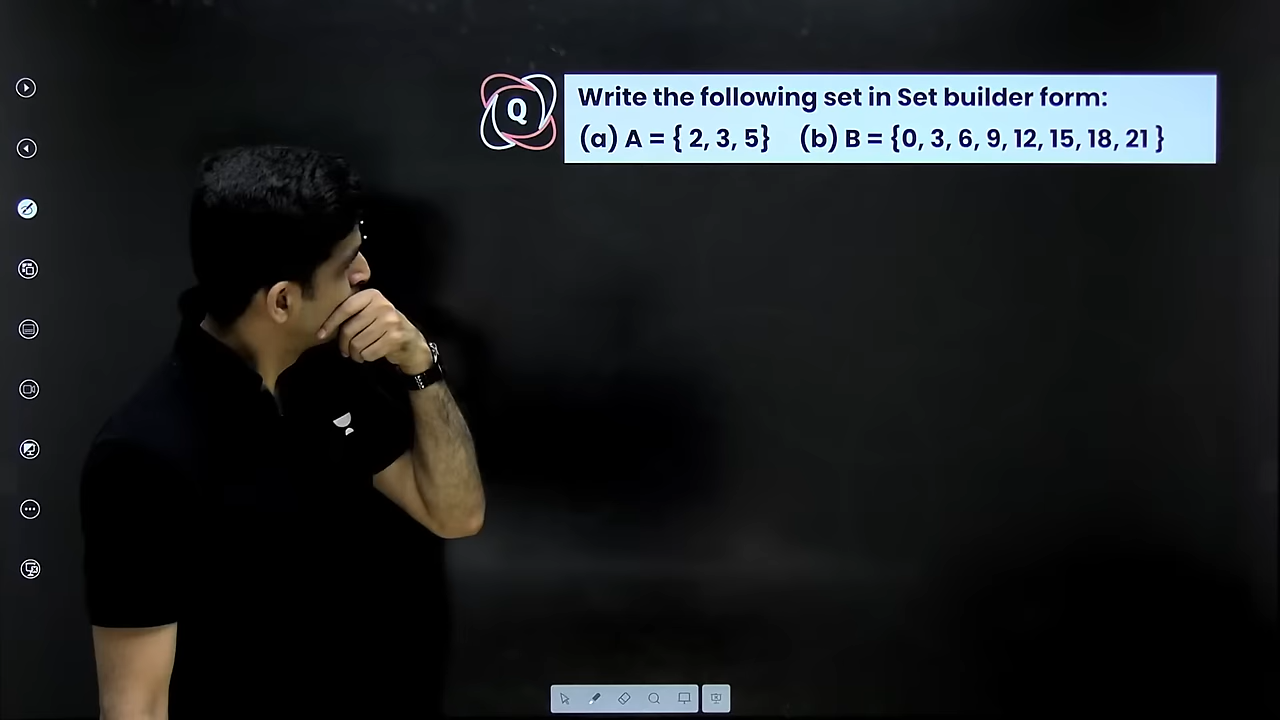 Q
Write the following set in Set builder form:
(a) A = { 2, 3, 5} (b) B = {0, 3, 6, 9, 12, 15, 18, 21 }